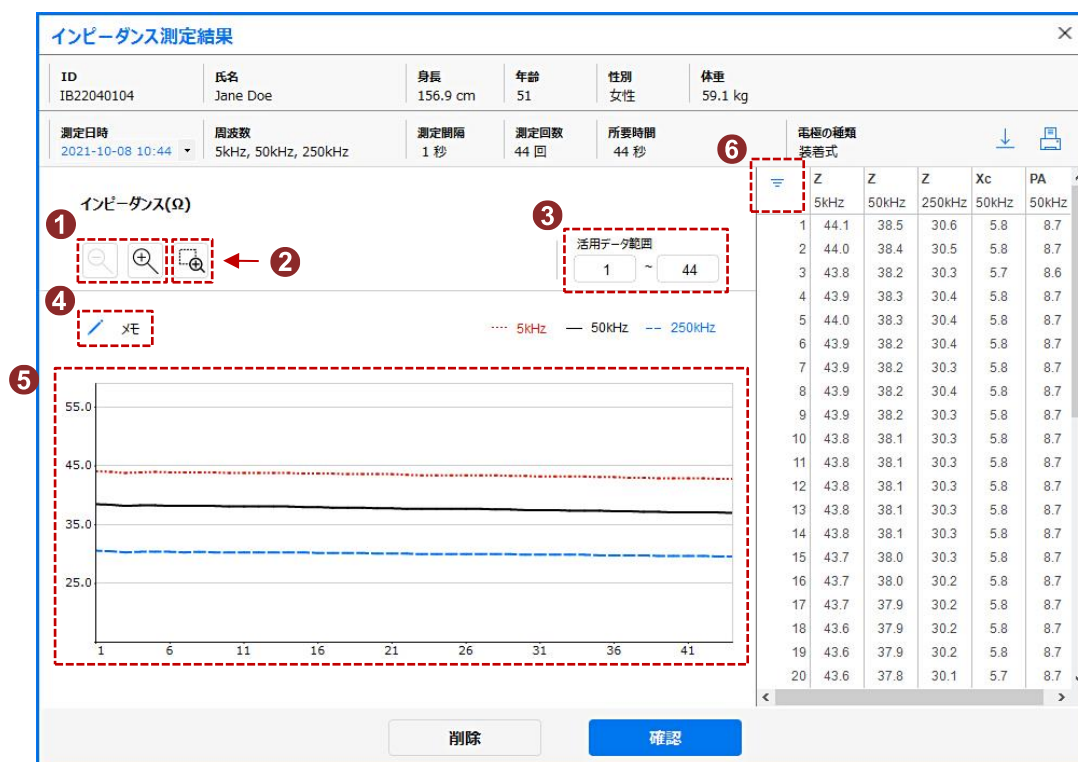 インピーダンス測定結果
ID 氏名 身長 年齢 性別 体重
IB22040104 Jane Doe 156.9 cm 51 女性 59.1 kg
測定日時 周波数 測定間隔 測定回数 所要時間 電極の種類
2021-10-08 10:44 5kHz, 50kHz, 250kHz 1 秒 44 回 44 秒 装着式
6
インピーダンス(Ω)
1
2
3
活用データ範囲
1 ~ 44
4
メモ
5kHz 50kHz 250kHz
5
55.0
45.0
35.0
25.0
1 6 11 16 21 26 31 36 41
Z Z Z Xc PA
5kHz 50kHz 250kHz 50kHz 50kHz
1 44.1 38.5 30.6 5.8 8.7
2 44.0 38.4 30.5 5.8 8.7
3 43.8 38.2 30.3 5.7 8.6
4 43.9 38.3 30.4 5.8 8.7
5 44.0 38.3 30.4 5.8 8.7
6 43.9 38.2 30.4 5.8 8.7
7 43.9 38.2 30.3 5.8 8.7
8 43.9 38.2 30.4 5.8 8.7
9 43.9 38.2 30.3 5.8 8.7
10 43.8 38.1 30.3 5.8 8.7
11 43.8 38.1 30.3 5.8 8.7
12 43.8 38.1 30.3 5.8 8.7
13 43.8 38.1 30.3 5.8 8.7
14 43.8 38.1 30.3 5.8 8.7
15 43.7 38.0 30.3 5.8 8.7
16 43.7 38.0 30.2 5.8 8.7
17 43.7 37.9 30.2 5.8 8.7
18 43.6 37.9 30.2 5.8 8.7
19 43.6 37.9 30.2 5.8 8.7
20 43.6 37.8 30.1 5.7 8.7
削除 確認